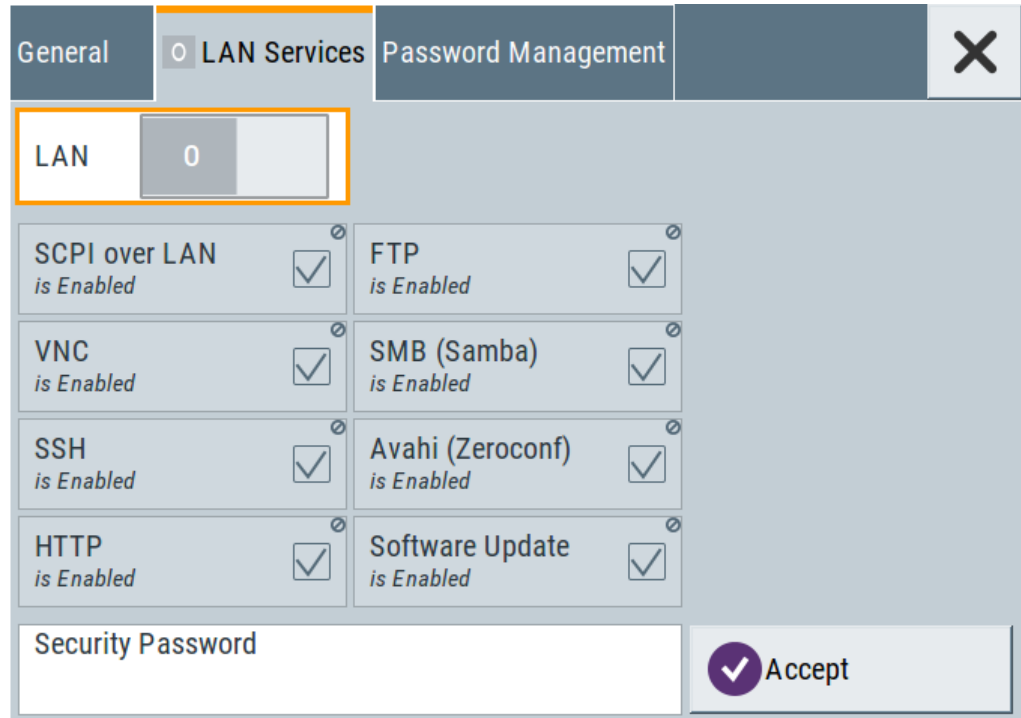 General
0 LAN Services
Password Management
LAN
0
SCPI over LAN
is Enabled
FTP
is Enabled
VNC
is Enabled
SMB (Samba)
is Enabled
SSH
is Enabled
Avahi (Zeroconf)
is Enabled
HTTP
is Enabled
Software Update
is Enabled
Security Password
Accept